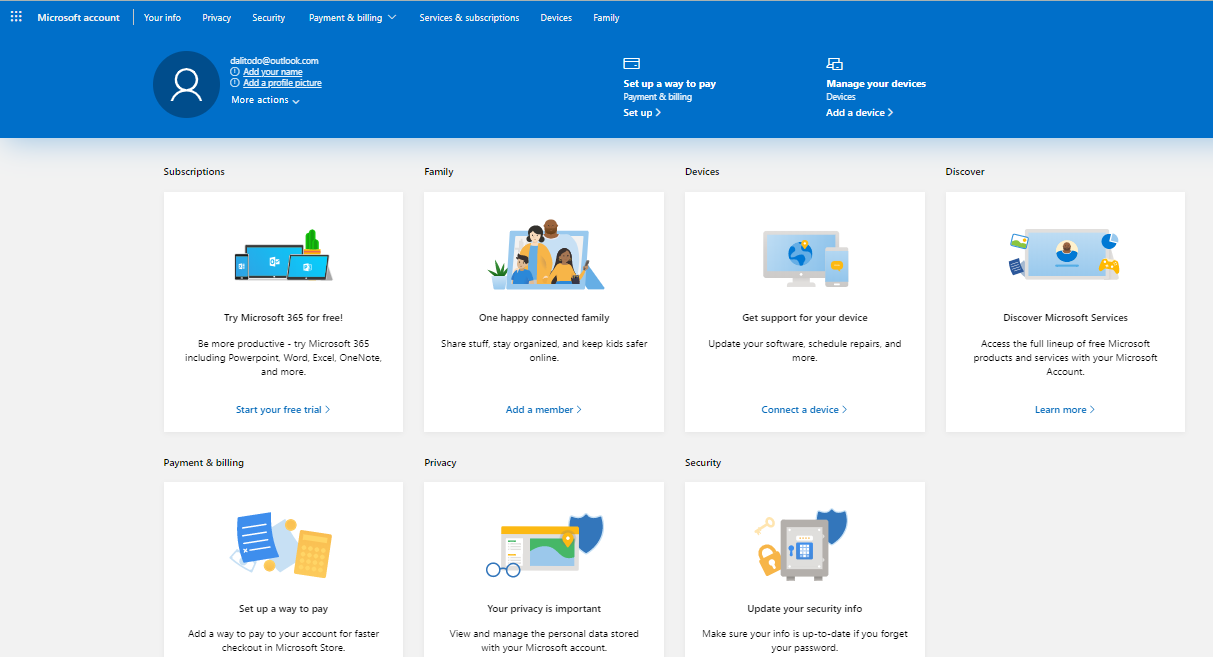 Microsoft account
Your info
Privacy
Security
Payment & billing
Services & subscriptions
Devices
Family
dalitodo@outlook.com
Add your name
Add a profile picture
More actions
Set up a way to pay
Payment & billing
Set up
Manage your devices
Devices
Add a device
Subscriptions
Try Microsoft 365 for free!
Be more productive - try Microsoft 365
including Powerpoint, Word, Excel, OneNote,
and more.
Start your free trial
Family
One happy connected family
Share stuff, stay organized, and keep kids safer
online.
Add a member
Devices
Get support for your device
Update your software, schedule repairs, and
more.
Connect a device
Discover
Discover Microsoft Services
Access the full lineup of free Microsoft
products and services with your Microsoft
Account.
Learn more
Payment & billing
Set up a way to pay
Add a way to pay to your account for faster
checkout in Microsoft Store.
Privacy
Your privacy is important
View and manage the personal data stored
with your Microsoft account.
Security
Update your security info
Make sure your info is up-to-date if you forget
your password.